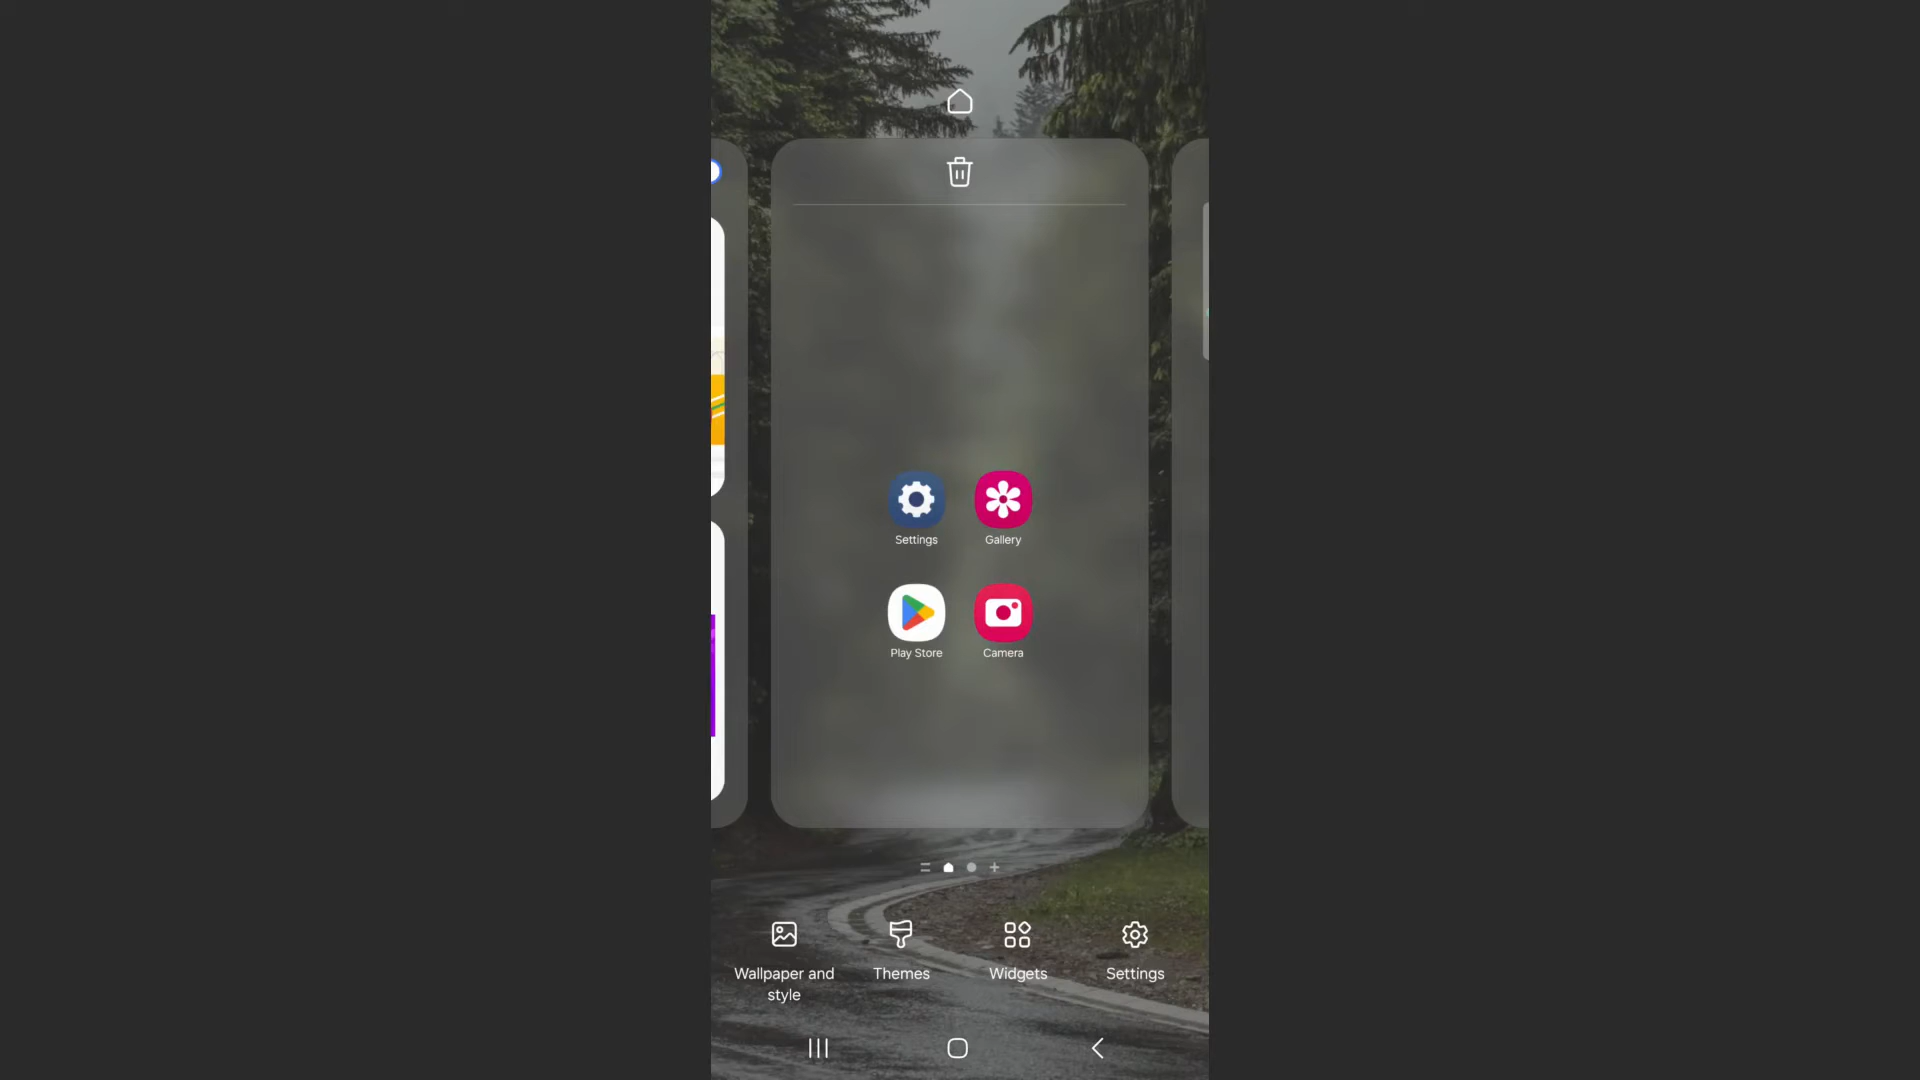 Settings
Gallery
Play Store
Camera
Wallpaper and
style
Themes
Widgets
Settings